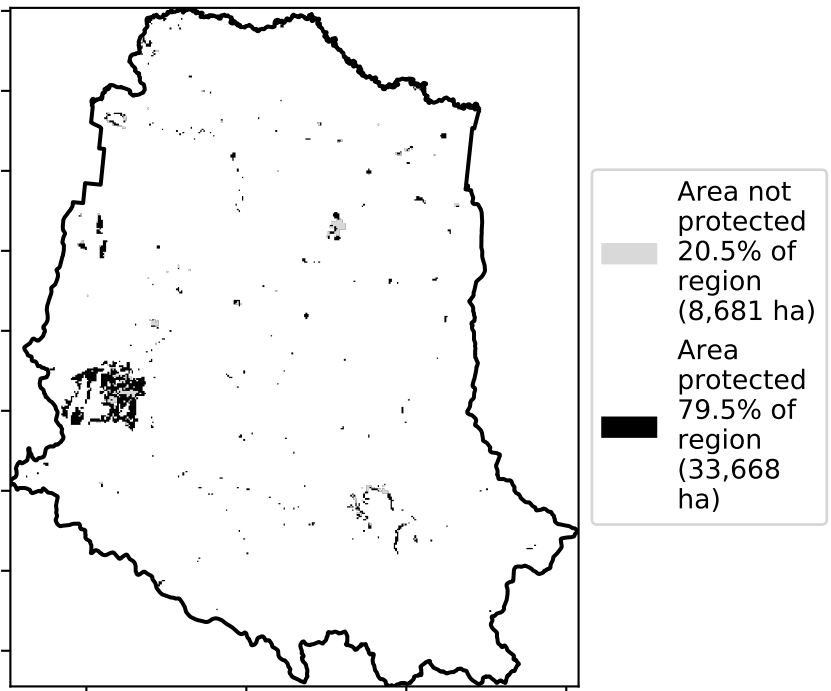 Area not
protected
20.5% of
region
(8,681 ha)
Area
protected
79.5% of
region
(33,668
ha)